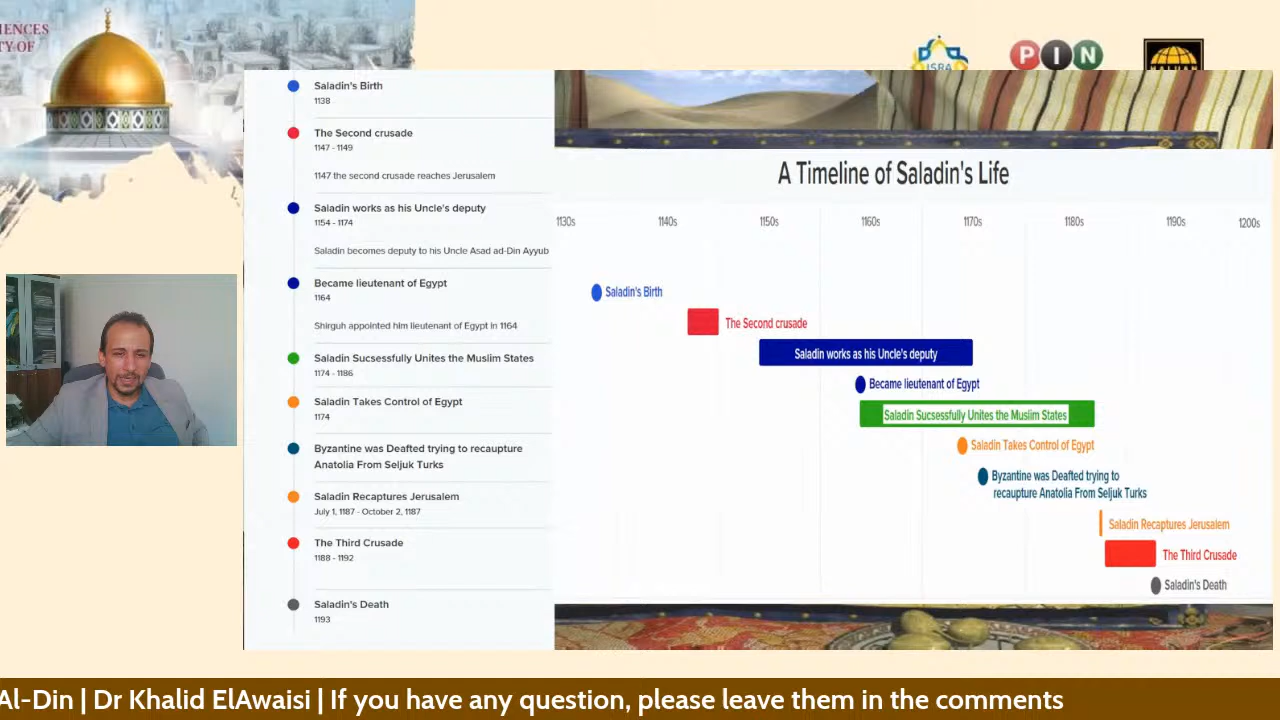 IENCES
TY OF
ISRA
PIN
Saladin's Birth
1138
The Second crusade
1147 - 1149
1147 the second crusade reaches Jerusalem
Saladin works as his Uncle's deputy
1154 - 1174
Saladin becomes deputy to his Uncle Asad ad-Din Ayyub
Became lieutenant of Egypt
1164
Shirguh appointed him lieutenant of Egypt in 1164
Saladin Sucsessfully Unites the Muslim States
1174 - 1186
Saladin Takes Control of Egypt
1174
Byzantine was Deafted trying to recaupture
Anatolia From Seljuk Turks
Saladin Recaptures Jerusalem
July 1, 1187 - October 2, 1187
The Third Crusade
1188 - 1192
Saladin's Death
1193
A Timeline of Saladin's Life
1130s 1140s 1150s 1160s 1170s 1180s 1190s 1200s
Saladin's Birth
The Second crusade
Saladin works as his Uncle's deputy
Became lieutenant of Egypt
Saladin Sucsessfully Unites the Muslim States
Saladin Takes Control of Egypt
Byzantine was Deafted trying to
recaupture Anatolia From Seljuk Turks
Saladin Recaptures Jerusalem
The Third Crusade
Saladin's Death
Al-Din | Dr Khalid ElAwaisi | If you have any question, please leave them in the comments